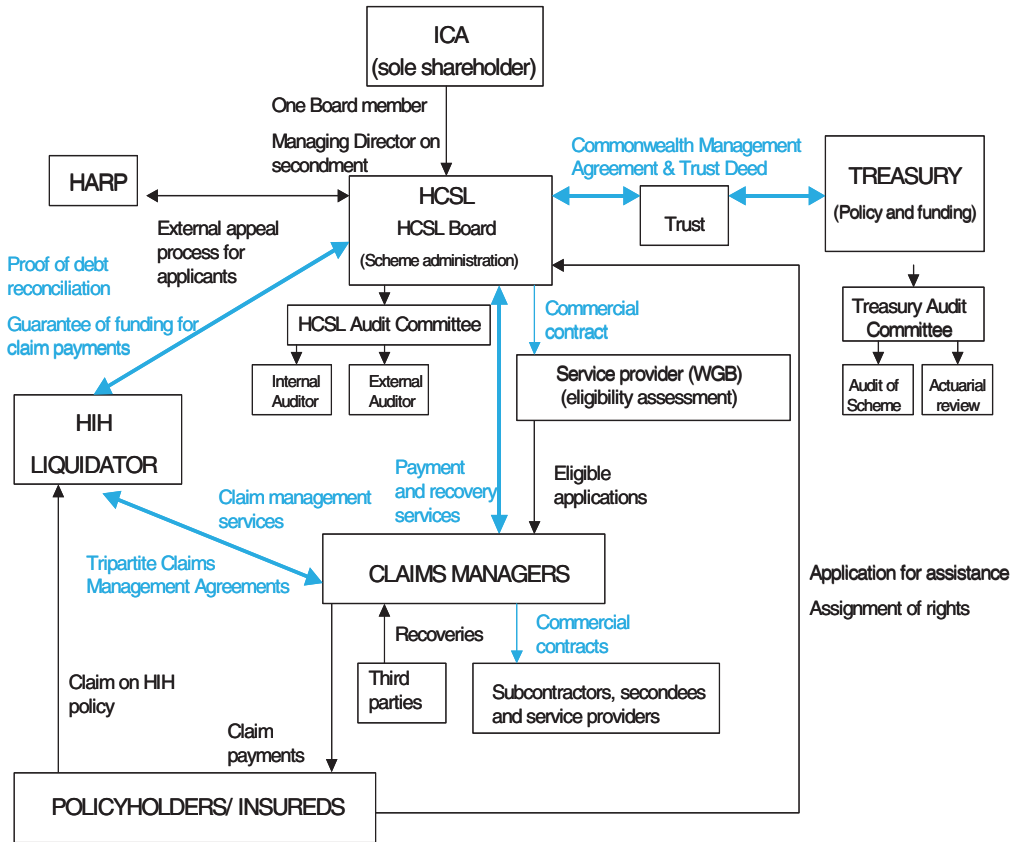 ICA
(sole shareholder)
One Board member
Managing Director on
secondment
Commonwealth Management
Agreement & Trust Deed
HARP
HCSL
HCSL Board
(Scheme administration)
Trust
TREASURY
(Policy and funding)
External appeal
process for
applicants
Proof of debt
reconciliation
Guarantee of funding for
claim payments
HCSL Audit Committee
Internal
Auditor
External
Auditor
Commercial
contract
Service provider (WGB)
(eligibility assessment)
Treasury Audit
Committee
Audit of
Scheme
Actuarial
review
HIH
LIQUIDATOR
Claim management
services
Payment
and recovery
services
Eligible
applications
Tripartite Claims
Management Agreements
CLAIMS MANAGERS
Application for assistance
Assignment of rights
Recoveries
Commercial
contracts
Third
parties
Subcontractors, secondees
and service providers
Claim on HIH
policy
Claim
payments
POLICYHOLDERS/ INSUREDS